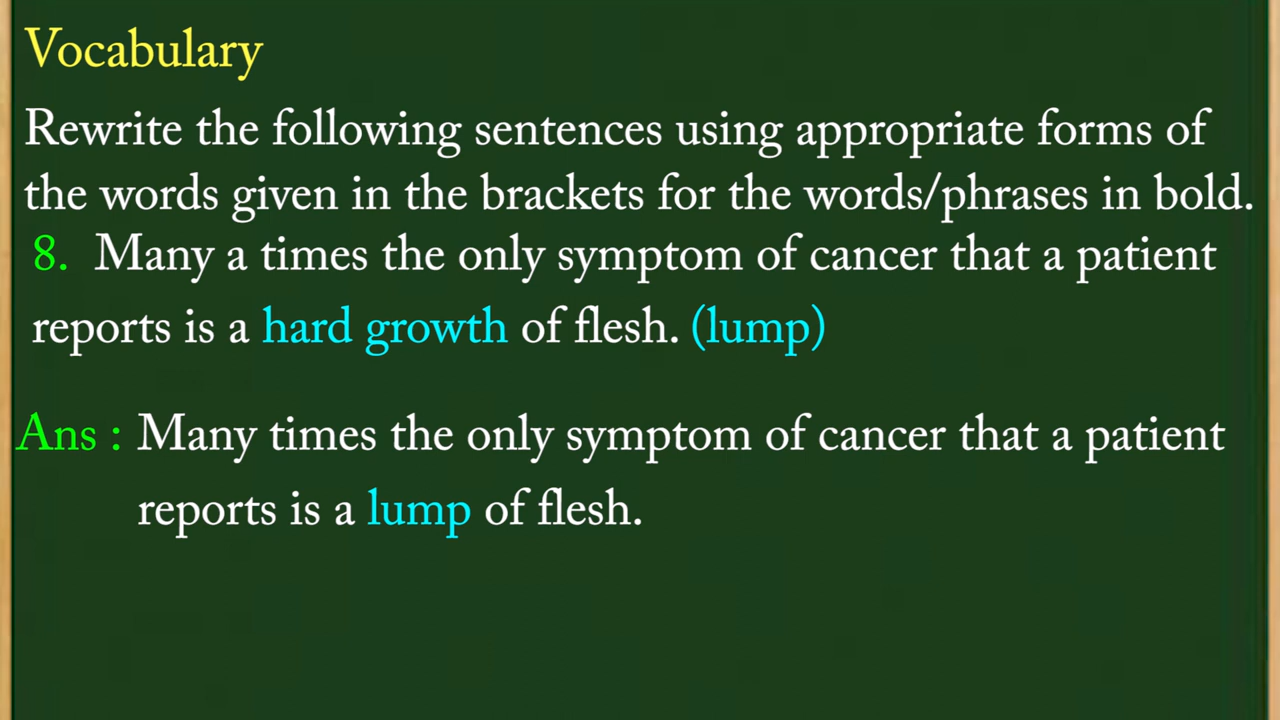 Vocabulary
Rewrite the following sentences using appropriate forms of
the words given in the brackets for the words/phrases in bold.
8. Many a times the only symptom of cancer that a patient
reports is a hard growth of flesh. (lump)
Ans : Many times the only symptom of cancer that a patient
reports is a lump of flesh.